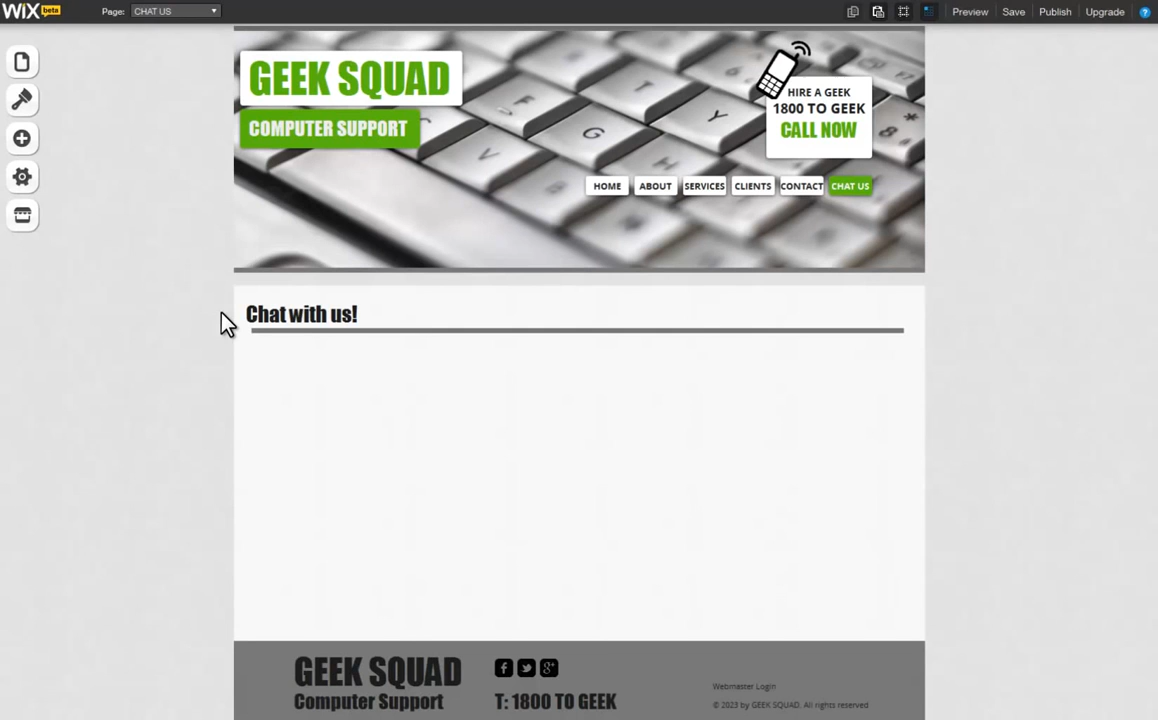 WiX beta Page: CHAT US Preview Save Publish Upgrade ?
GEEK SQUAD
COMPUTER SUPPORT
HIRE A GEEK
1800 TO GEEK
CALL NOW
HOME ABOUT SERVICES CLIENTS CONTACT CHAT US
Chat with us!
GEEK SQUAD
Computer Support
T: 1800 TO GEEK
Webmaster Login
© 2023 by GEEK SQUAD. All rights reserved